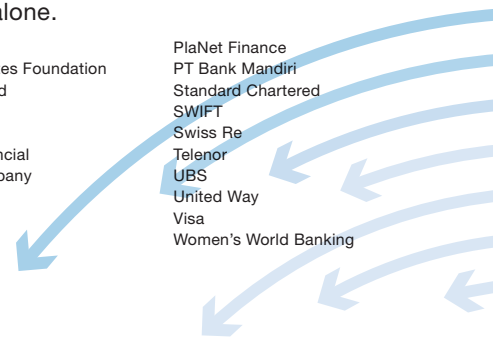 alone.
es Foundation
d
ncial
pany
PlaNet Finance
PT Bank Mandiri
Standard Chartered
SWIFT
Swiss Re
Telenor
UBS
United Way
Visa
Women's World Banking